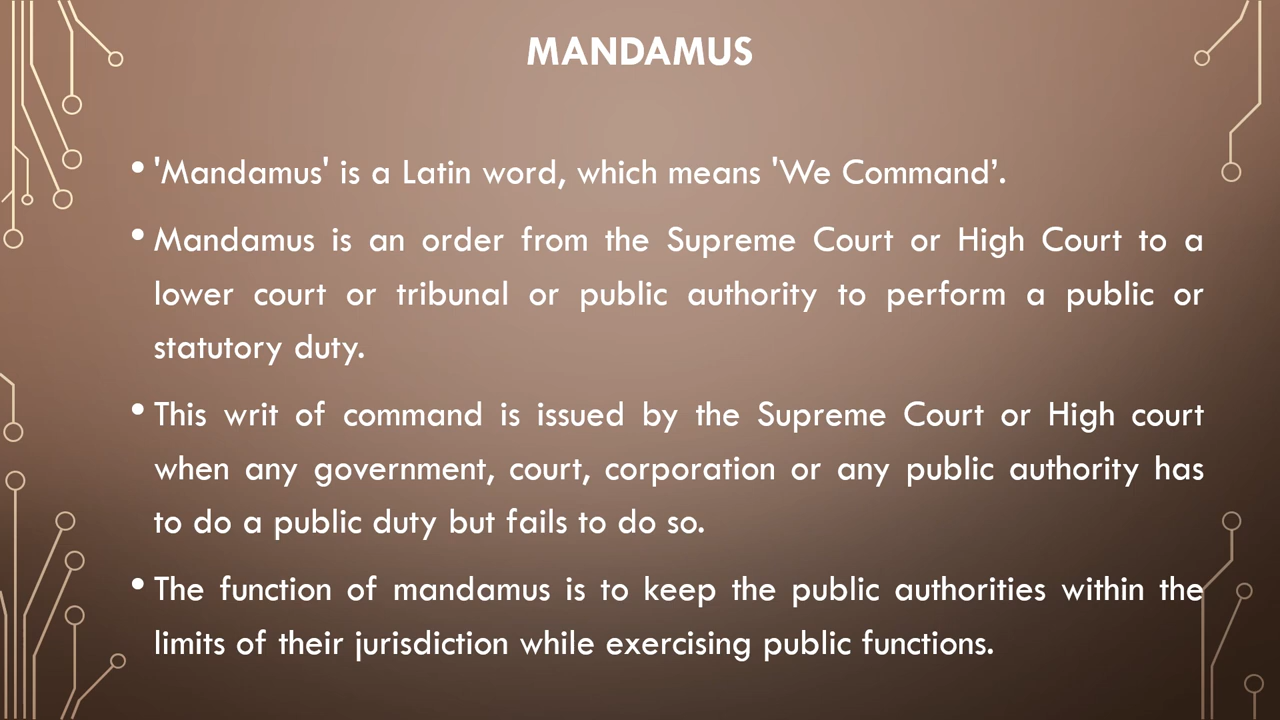 MANDAMUS
• 'Mandamus' is a Latin word, which means 'We Command’.
• Mandamus is an order from the Supreme Court or High Court to a
lower court or tribunal or public authority to perform a public or
statutory duty.
• This writ of command is issued by the Supreme Court or High court
when any government, court, corporation or any public authority has
to do a public duty but fails to do so.
• The function of mandamus is to keep the public authorities within the
limits of their jurisdiction while exercising public functions.